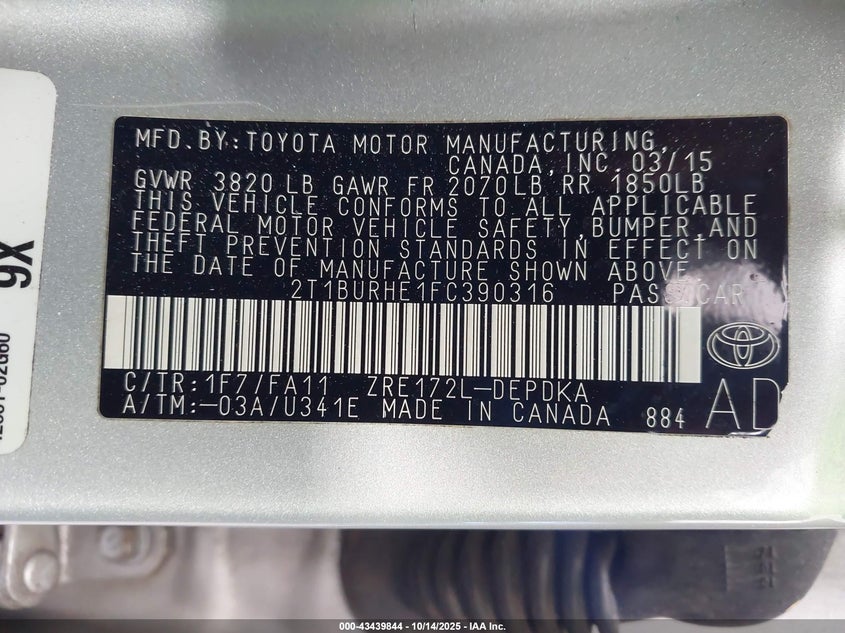 MFD.BY:TOYOTA MOTOR MANUFACTURING,
CANADA,INC. 03/15
GVWR 3820LB GAWR FR 2070LB RR 1850LB
THIS VEHICLE CONFORMS TO ALL APPLICABLE
FEDERAL MOTOR VEHICLE SAFETY,BUMPER,AND
THEFT PREVENTION STANDARDS IN EFFECT ON
THE DATE OF MANUFACTURE SHOWN ABOVE.
2T1BURHE1FC390316 PASS.CAR
C/TR:1F7/FA11 ZRE172L-DEPDKA
A/TM:-03A/U341E MADE IN CANADA 884
AD
9X
000-43439844 - 10/14/2025 - IAA Inc.